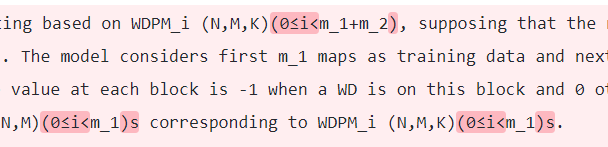 ting based on WDPM_i (N,M,K)(0≤i<m_1+m_2), supposing that the
. The model considers first m_1 maps as training data and next
value at each block is -1 when a WD is on this block and 0 o
N,M)(0≤i<m_1)s corresponding to WDPM_i (N,M,K)(0≤i<m_1)s.